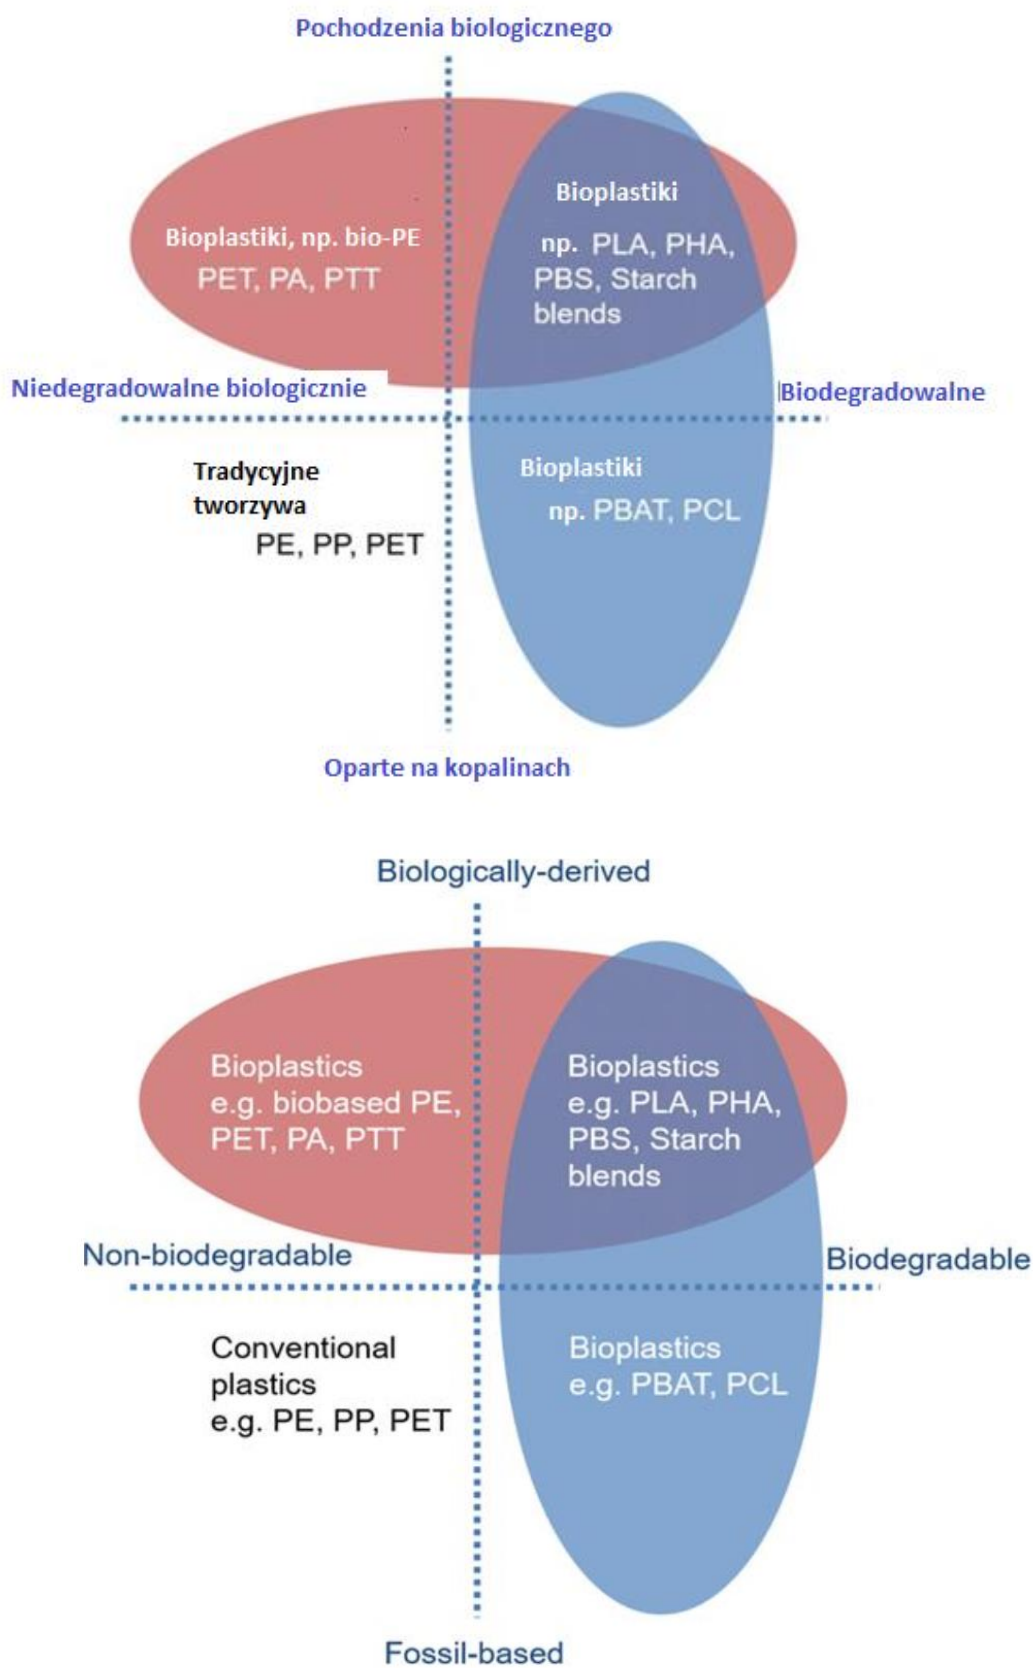 Pochodzenia biologicznego
Bioplastiki, np. bio-PE
PET, PA, PTT
Bioplastiki
np. PLA, PHA,
PBS, Starch
blends
Niedegradowalne biologicznie
Biodegradowalne
Tradycyjne
tworzywa
PE, PP, PET
Bioplastiki
np. PBAT, PCL
Oparte na kopalinach
Biologically-derived
Bioplastics
e.g. biobased PE,
PET, PA, PTT
Bioplastics
e.g. PLA, PHA,
PBS, Starch
blends
Non-biodegradable
Biodegradable
Conventional
plastics
e.g. PE, PP, PET
Bioplastics
e.g. PBAT, PCL
Fossil-based